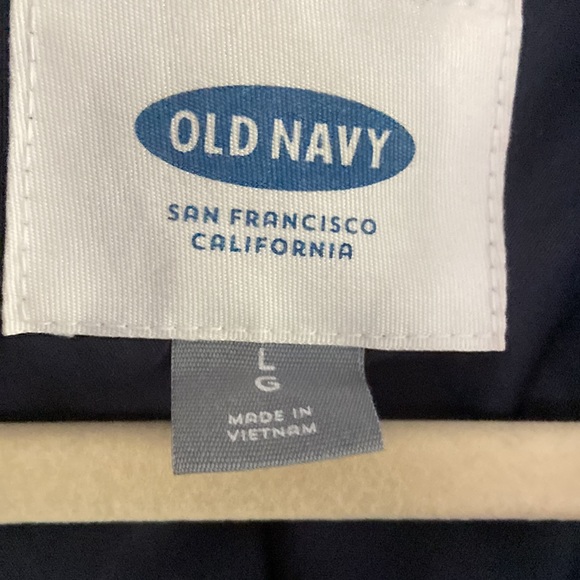 OLD NAVY
SAN FRANCISCO
CALIFORNIA
L
G
MADE IN
VIETNAM